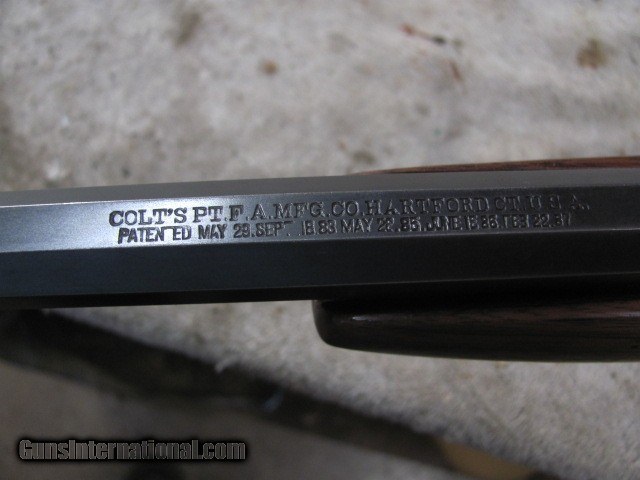 COLT'S PT. F. A. MFG. CO. HARTFORD CT. U. S. A.
PATENTED MAY 29. SEPT 18 83 MAY 22. 85. JUNE. 15 86. FEB 22. 87
GunsInternational.com